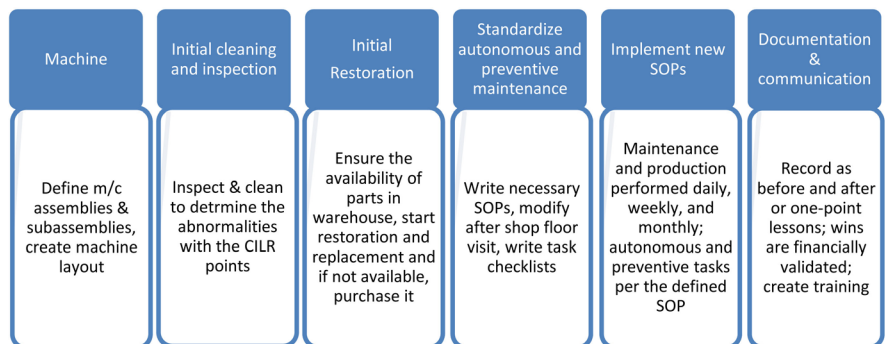 Machine
Define m/c
assemblies &
subassemblies,
create machine
layout
Initial cleaning
and inspection
Inspect & clean
to detrmine the
abnormalities
with the CILR
points
Initial
Restoration
Ensure the
availability of
parts in
warehouse, start
restoration and
replacement and
if not available,
purchase it
Standardize
autonomous and
preventive
maintenance
Write necessary
SOPs, modify
after shop floor
visit, write task
checklists
Implement new
SOPs
Maintenance
and production
performed daily,
weekly, and
monthly;
autonomous and
preventive tasks
per the defined
SOP
Documentation
&
communication
Record as
before and after
or one-point
lessons; wins
are financially
validated;
create training